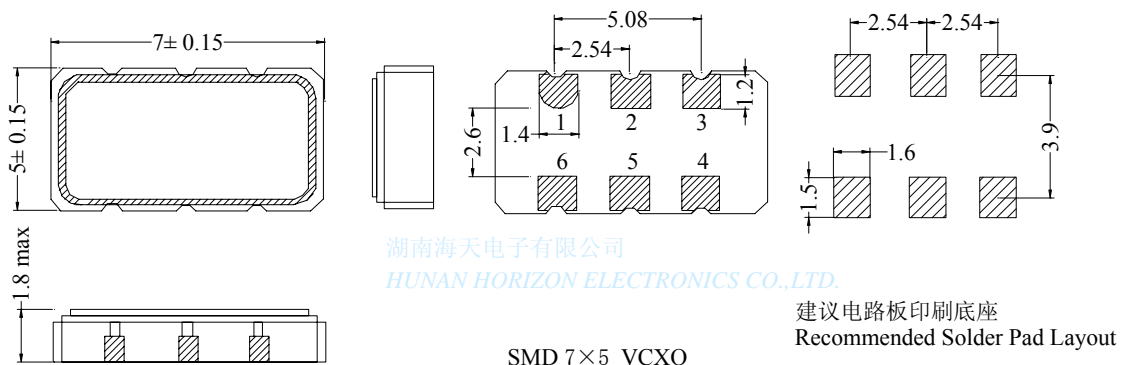 7± 0.15
5± 0.15
1.8 max
5.08
2.54
1.2
2.6
1.4
1 2 3
6 5 4
2.54 2.54
3.9
1.6
1.5
湖南海天电子有限公司
HUNAN HORIZON ELECTRONICS CO.,LTD.
SMD 7×5 VCXO
建议电路板印刷底座
Recommended Solder Pad Layout